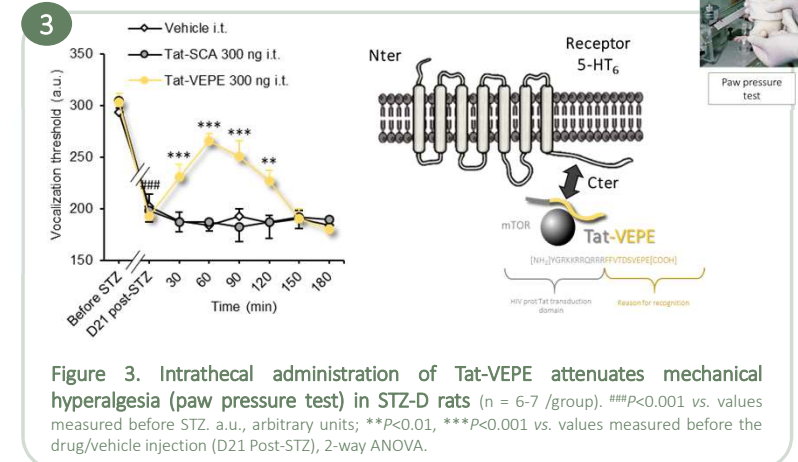 3
Vehicle i.t.
Tat-SCA 300 ng i.t.
Tat-VEPE 300 ng i.t.
Vocalization threshold (a.u.)
350
300
250
200
150
###
***
***
***
**
Before STZ
D21 post-STZ
30
60
90
120
150
180
Time (min)
Nter
Receptor
5-HT₆
Cter
mTOR
Tat-VEPE
[NH₂]YGRKKRRQRRRFFVTDSVEPE[COOH]
HIV prot Tat transduction
domain
Reason for recognition
Paw pressure
test
Figure 3. Intrathecal administration of Tat-VEPE attenuates mechanical
hyperalgesia (paw pressure test) in STZ-D rats (n = 6-7 /group). ###P<0.001 vs. values
measured before STZ. a.u., arbitrary units; **P<0.01, ***P<0.001 vs. values measured before the
drug/vehicle injection (D21 Post-STZ), 2-way ANOVA.